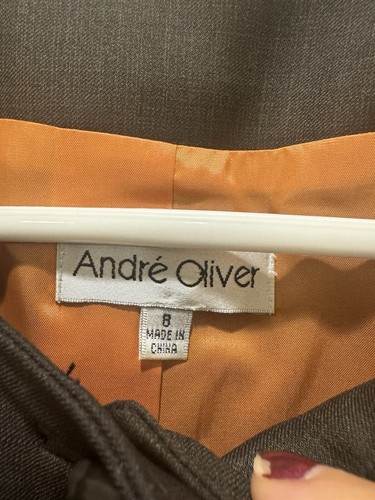 André Oliver
8
MADE IN
CHINA